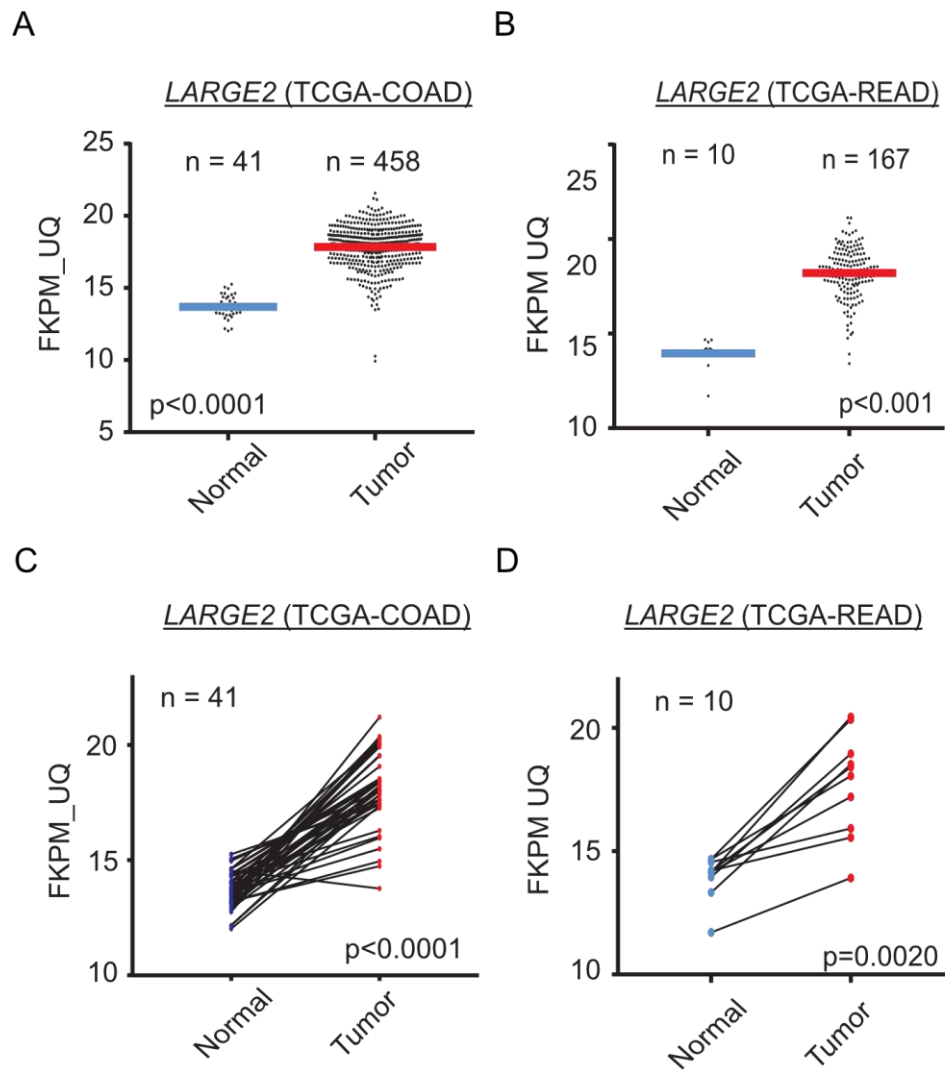 A
LARGE2 (TCGA-COAD)
n = 41
n = 458
FKPM_UQ
25
20
15
10
5
p<0.0001
Normal
Tumor
B
LARGE2 (TCGA-READ)
n = 10
n = 167
FKPM UQ
25
20
15
10
p<0.001
Normal
Tumor
C
LARGE2 (TCGA-COAD)
n = 41
FKPM_UQ
20
15
10
p<0.0001
Normal
Tumor
D
LARGE2 (TCGA-READ)
n = 10
FKPM UQ
20
15
10
p=0.0020
Normal
Tumor